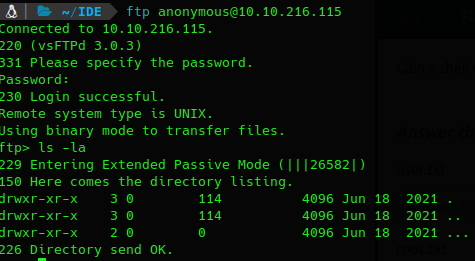 ~/IDE ftp anonymous@10.10.216.115
Connected to 10.10.216.115.
220 (vsFTPd 3.0.3)
331 Please specify the password.
Password:
230 Login successful.
Remote system type is UNIX.
Using binary mode to transfer files.
ftp> ls -la
229 Entering Extended Passive Mode (|||26582|)
150 Here comes the directory listing.
drwxr-xr-x    3 0        114          4096 Jun 18  2021 .
drwxr-xr-x    3 0        114          4096 Jun 18  2021 ..
drwxr-xr-x    2 0        0            4096 Jun 18  2021 ...
226 Directory send OK.